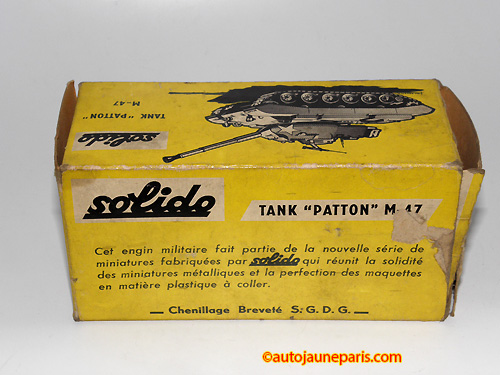 TANK "PATTON"
M-47
solido
solido
TANK "PATTON" M-47
Cet engin militaire fait partie de la nouvelle série de
miniatures fabriquées par solido qui réunit la solidité
des miniatures métalliques et la perfection des maquettes
en matière plastique à coller.
— Chenillage Breveté S.G.D.G. —
©autojauneparis.com